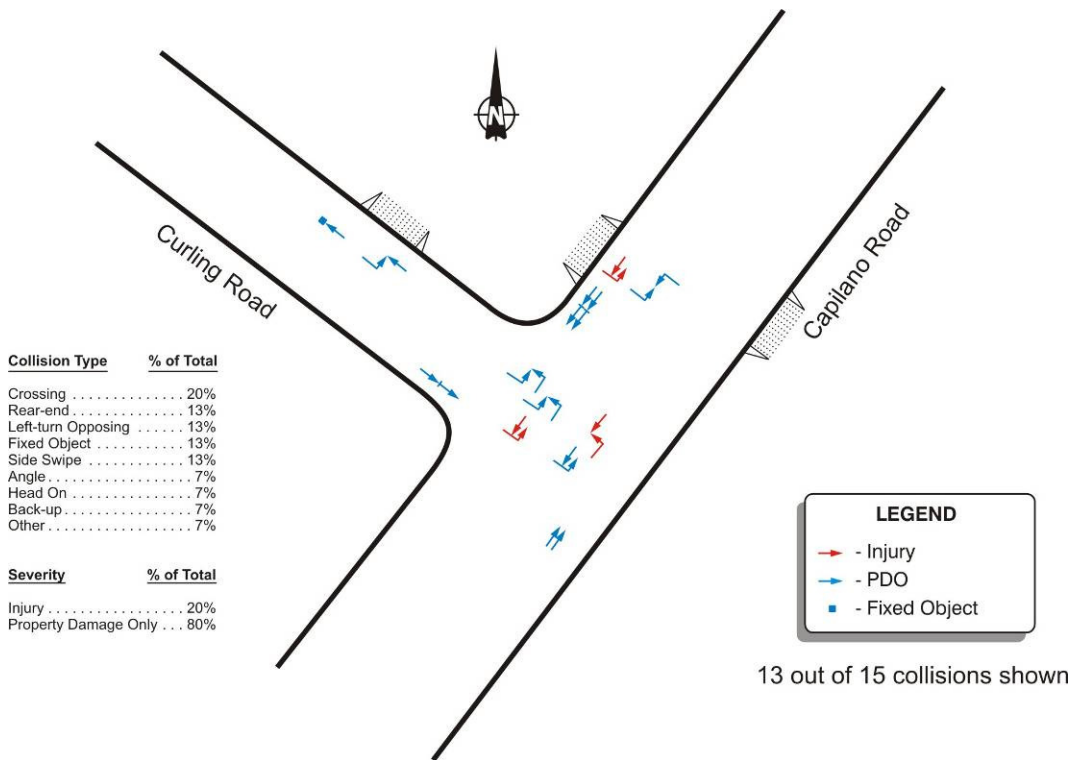 N
Curling Road
Capilano Road
Collision Type % of Total
Crossing . . . . . . . . . . . . . . 20%
Rear-end . . . . . . . . . . . . . 13%
Left-turn Opposing . . . . . . 13%
Fixed Object . . . . . . . . . . 13%
Side Swipe . . . . . . . . . . . 13%
Angle . . . . . . . . . . . . . . . . . 7%
Head On . . . . . . . . . . . . . . 7%
Back-up . . . . . . . . . . . . . . . 7%
Other . . . . . . . . . . . . . . . . . 7%
Severity % of Total
Injury . . . . . . . . . . . . . . . . 20%
Property Damage Only . . . 80%
LEGEND
- Injury
- PDO
- Fixed Object
13 out of 15 collisions shown